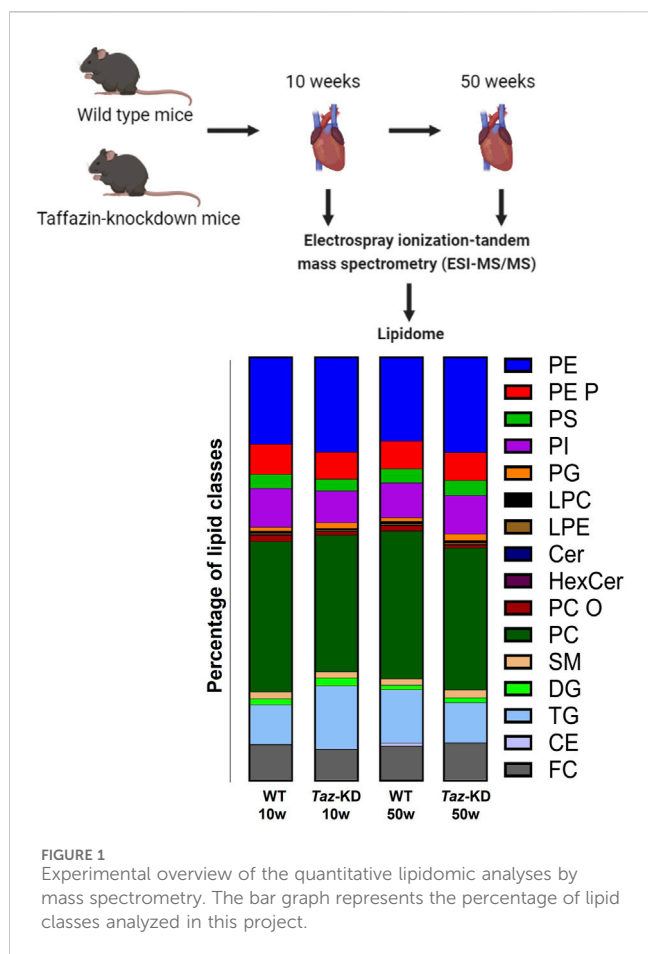 10 weeks
50 weeks
Wild type mice
Taffazin-knockdown mice
Electrospray ionization-tandem
mass spectrometry (ESI-MS/MS)
Lipidome
Percentage of lipid classes
PE
PE P
PS
PI
PG
LPC
LPE
Cer
HexCer
PC O
PC
SM
DG
TG
CE
FC
WT
10w
Taz-KD
10w
WT
50w
Taz-KD
50w
FIGURE 1
Experimental overview of the quantitative lipidomic analyses by
mass spectrometry. The bar graph represents the percentage of lipid
classes analyzed in this project.